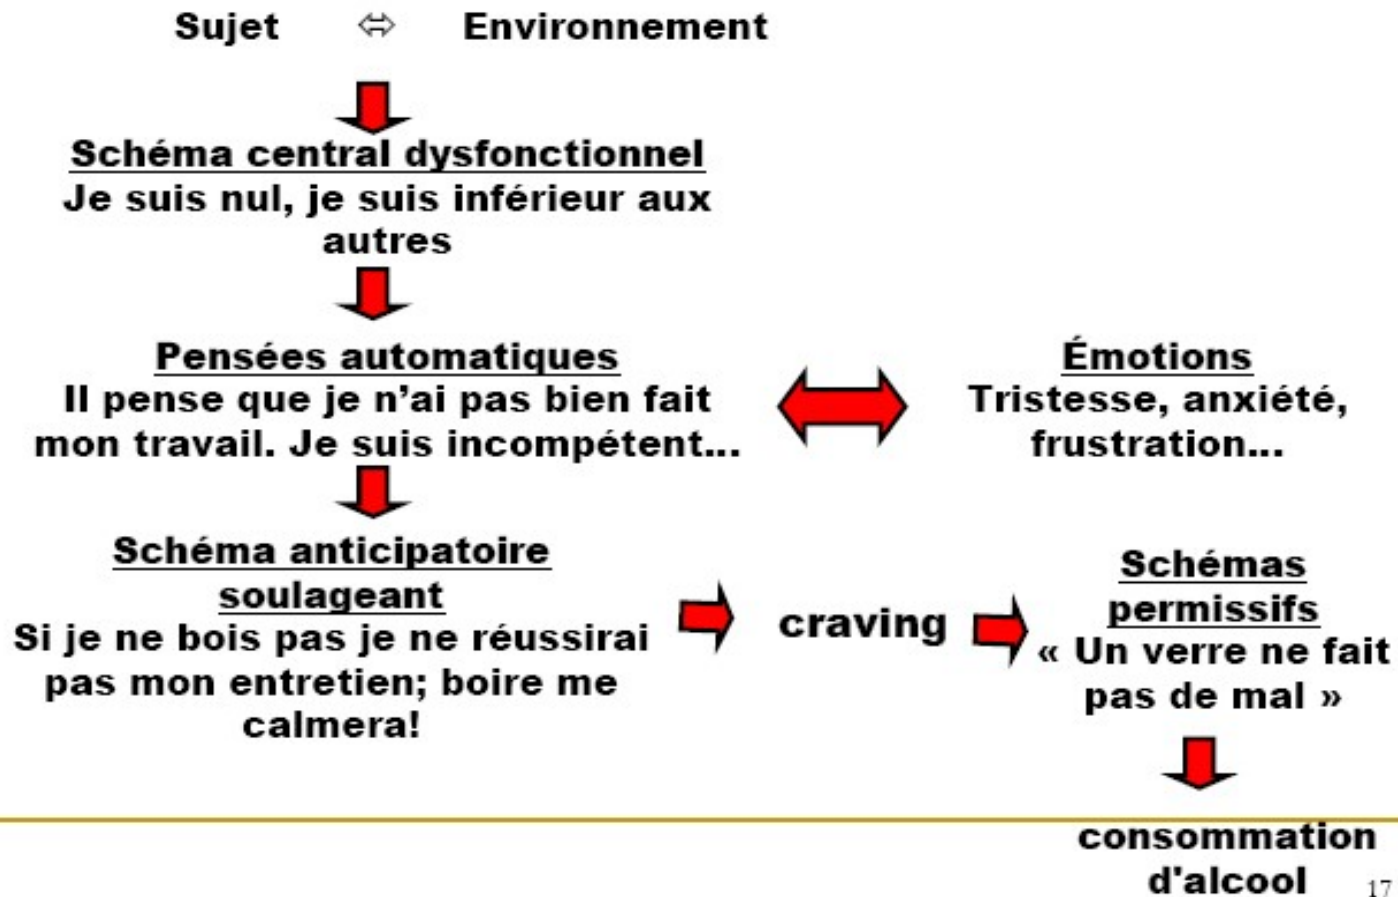 Sujet ⇔ Environnement
Schéma central dysfonctionnel
Je suis nul, je suis inférieur aux
autres
Pensées automatiques
Il pense que je n’ai pas bien fait
mon travail. Je suis incompétent...
Émotions
Tristesse, anxiété,
frustration...
Schéma anticipatoire
soulageant
Si je ne bois pas je ne réussirai
pas mon entretien; boire me
calmera!
craving
Schémas
permissifs
« Un verre ne fait
pas de mal »
consommation
d'alcool
17